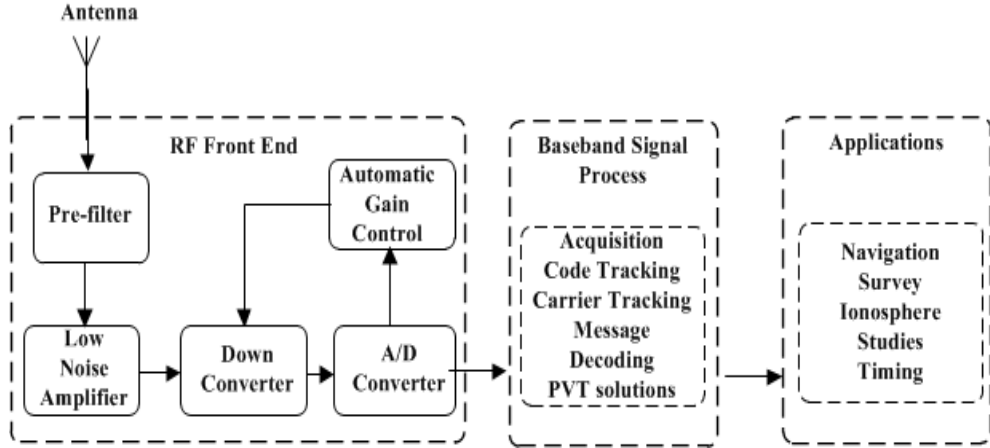 Antenna
RF Front End
Pre-filter
Automatic
Gain
Control
Low
Noise
Amplifier
Down
Converter
A/D
Converter
Baseband Signal
Process
Acquisition
Code Tracking
Carrier Tracking
Message
Decoding
PVT solutions
Applications
Navigation
Survey
Ionosphere
Studies
Timing